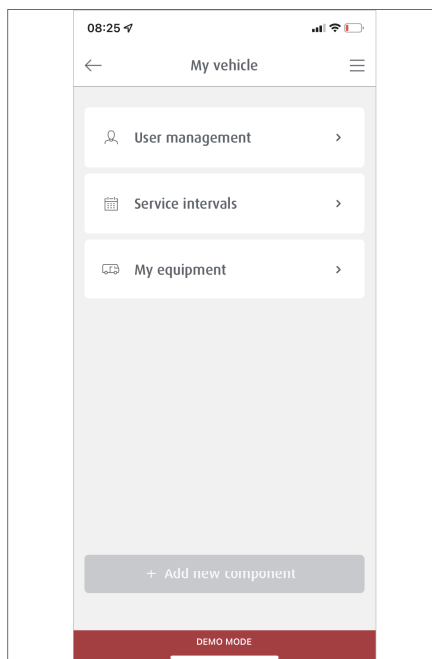 08:25
My vehicle
User management
Service intervals
My equipment
+ Add new component
DEMO MODE